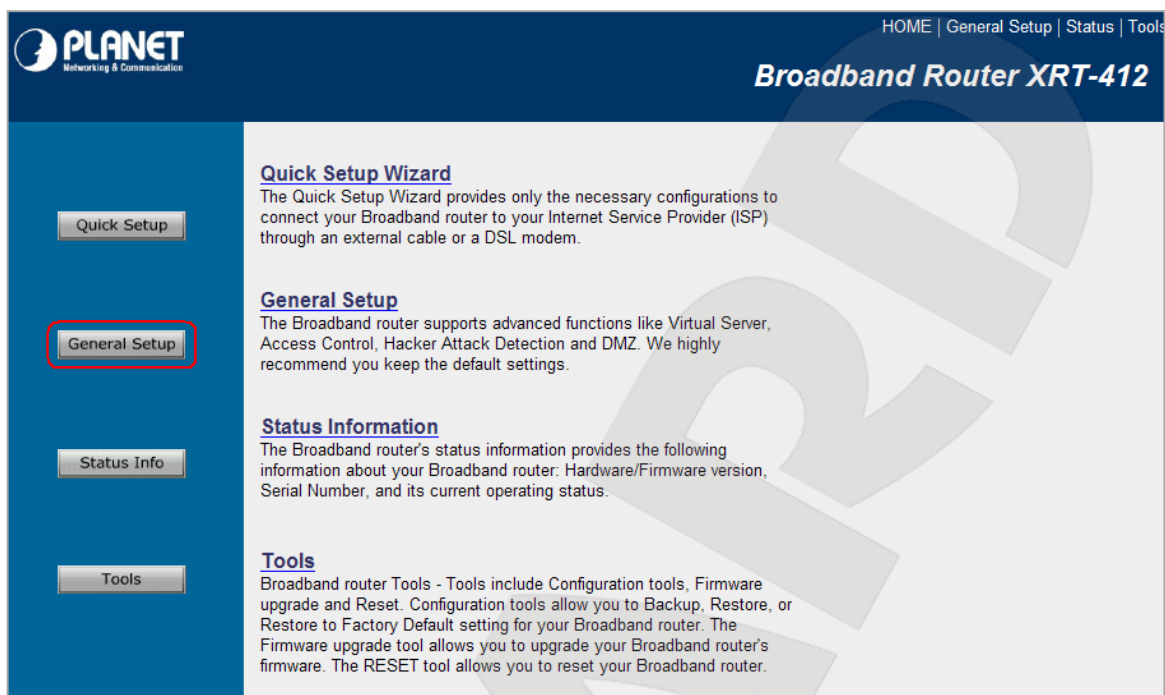 PLANET
Networking & Communication
HOME | General Setup | Status | Tools
Broadband Router XRT-412
Quick Setup
Quick Setup Wizard
The Quick Setup Wizard provides only the necessary configurations to
connect your Broadband router to your Internet Service Provider (ISP)
through an external cable or a DSL modem.
General Setup
General Setup
The Broadband router supports advanced functions like Virtual Server,
Access Control, Hacker Attack Detection and DMZ. We highly
recommend you keep the default settings.
Status Info
Status Information
The Broadband router's status information provides the following
information about your Broadband router: Hardware/Firmware version,
Serial Number, and its current operating status.
Tools
Tools
Broadband router Tools - Tools include Configuration tools, Firmware
upgrade and Reset. Configuration tools allow you to Backup, Restore, or
Restore to Factory Default setting for your Broadband router. The
Firmware upgrade tool allows you to upgrade your Broadband router's
firmware. The RESET tool allows you to reset your Broadband router.